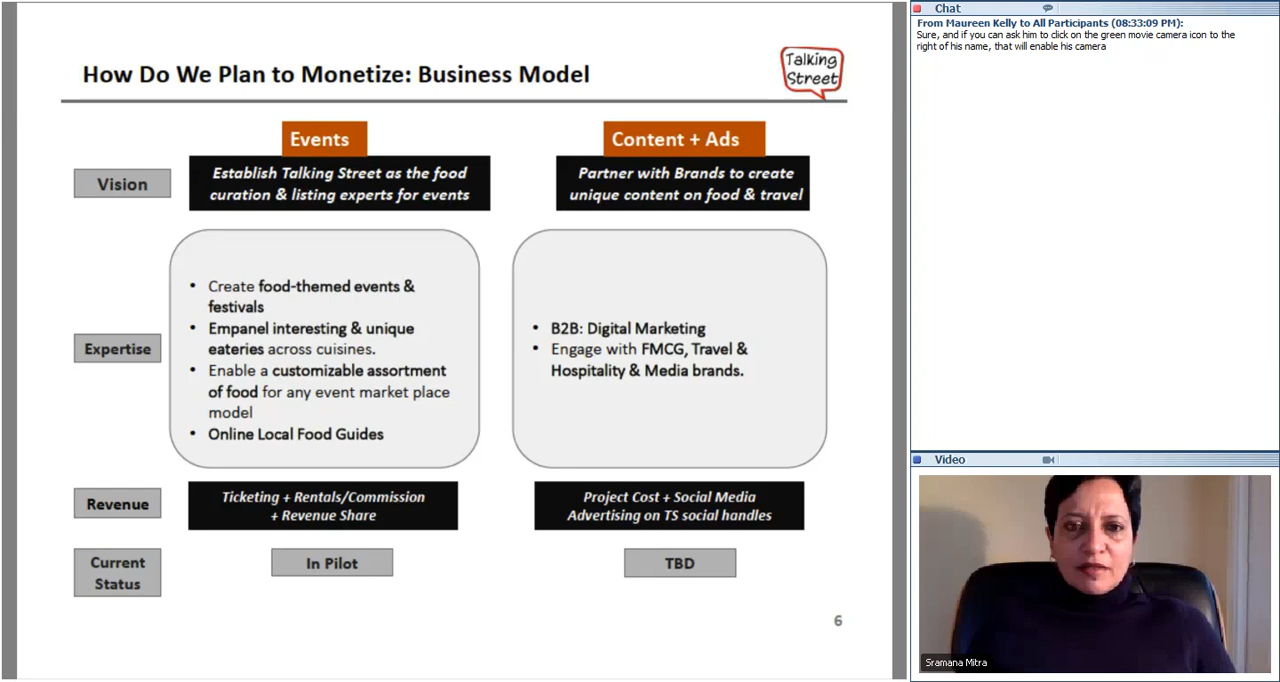 How Do We Plan to Monetize: Business Model
Talking
Street
Events
Content + Ads
Vision
Establish Talking Street as the food
curation & listing experts for events
Partner with Brands to create
unique content on food & travel
Expertise
• Create food-themed events &
festivals
• Empanel interesting & unique
eateries across cuisines.
• Enable a customizable assortment
of food for any event market place
model
• Online Local Food Guides
• B2B: Digital Marketing
• Engage with FMCG, Travel &
Hospitality & Media brands.
Revenue
Ticketing + Rentals/Commission
+ Revenue Share
Project Cost + Social Media
Advertising on TS social handles
Current
Status
In Pilot
TBD
6
Chat
From Maureen Kelly to All Participants (08:33:09 PM):
Sure, and if you can ask him to click on the green movie camera icon to the
right of his name, that will enable his camera
Video
Sramana Mitra